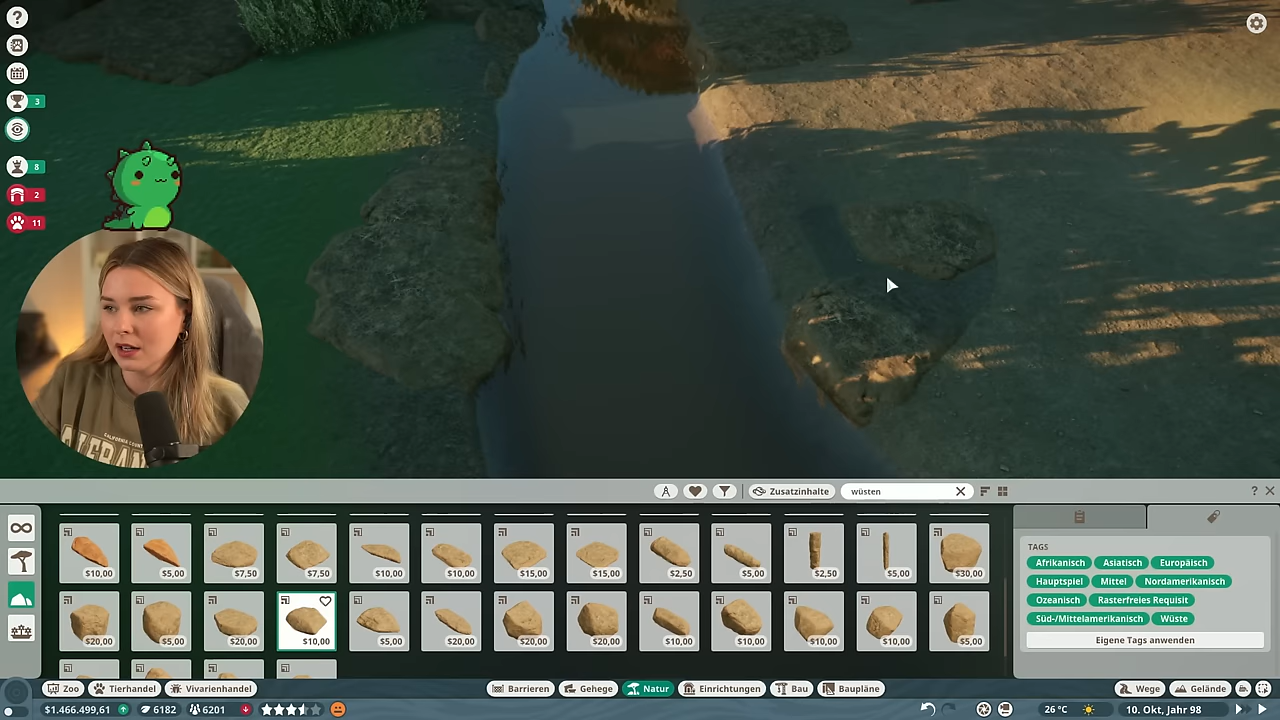 ?
3
8
2
11
CALIFORNIA COUNT
Zusatzinhalte
wüsten
?
$10,00 $5,00 $7,50 $7,50 $10,00 $10,00 $15,00 $15,00 $2,50 $5,00 $2,50 $5,00 $30,00
$20,00 $5,00 $20,00 $10,00 $5,00 $20,00 $20,00 $20,00 $10,00 $10,00 $10,00 $10,00 $5,00
TAGS
Afrikanisch Asiatisch Europäisch
Hauptspiel Mittel Nordamerikanisch
Ozeanisch Rasterfreies Requisit
Süd-/Mittelamerikanisch Wüste
Eigene Tags anwenden
Zoo Tierhandel Vivarienhandel Barrieren Gehege Natur Einrichtungen Bau Baupläne Wege Gelände
$1.466.499,61 6182 6201 26 °C 10. Okt, Jahr 98